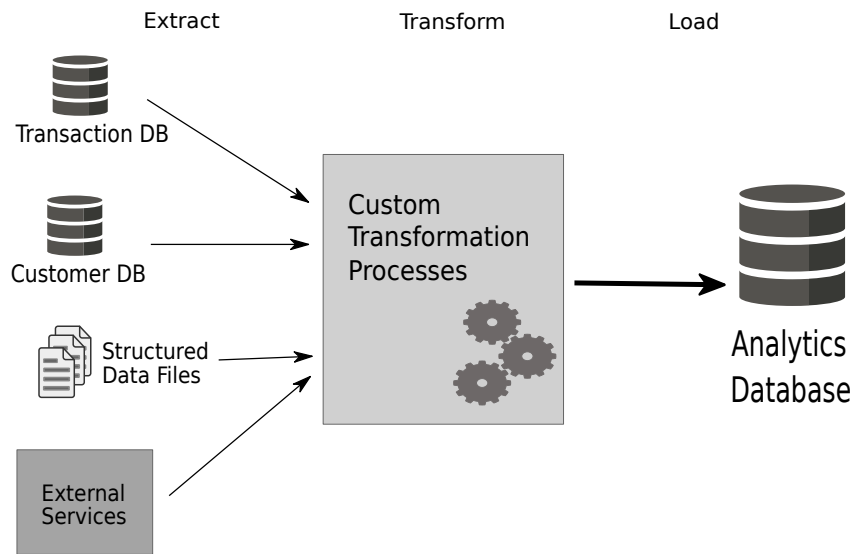 Extract
Transform
Load
Transaction DB
Customer DB
Structured
Data Files
External
Services
Custom
Transformation
Processes
Analytics
Database